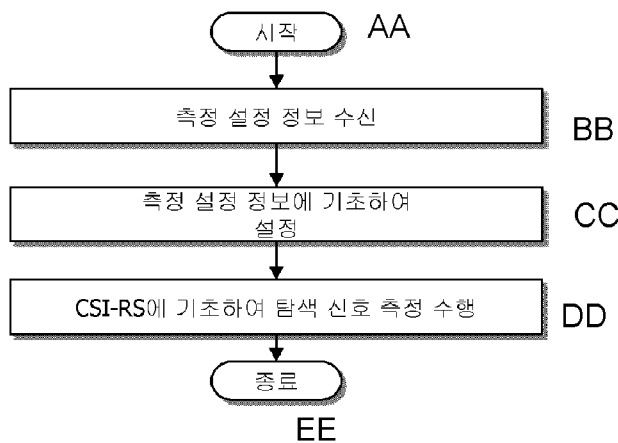 시작
AA
측정 설정 정보 수신
BB
측정 설정 정보에 기초하여
설정
CC
CSI-RS에 기초하여 탐색 신호 측정 수행
DD
종료
EE